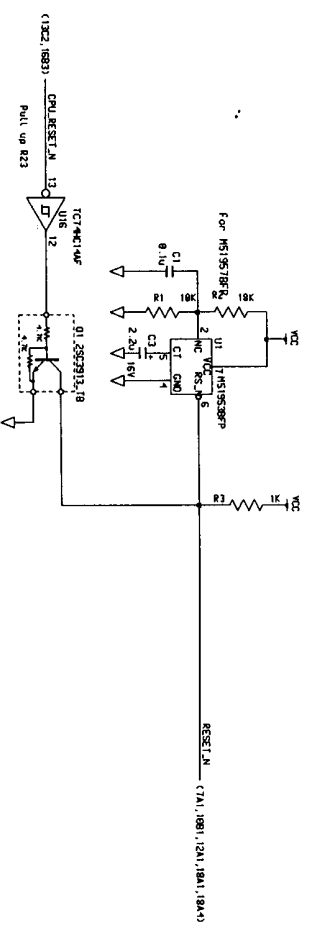 VCC
VCC
For M51957BFP
R2 10K
R1 10K
R3 1K
U1 M51953BFP
7
VCC
2 NC
RS_N 6
CT
5
GND
4
C1
0.1u
C3
2.2u 16V
RESET_N
(7A1,10B1,12A1,18A1,18A4)
(13C2,16B3)
CPU_RESET_N
Pull up R23
TC74HC14AF
U16
13
12
Q1 2SC3913_TB
4.7K
4.7K